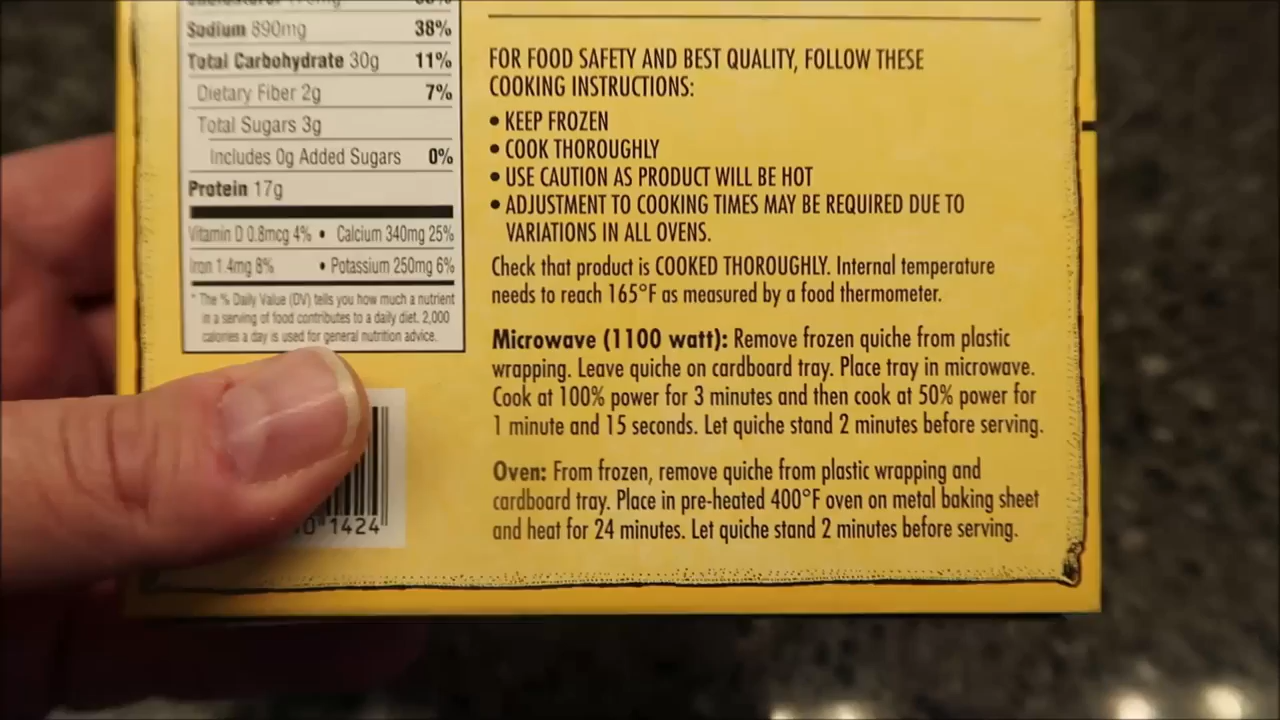 Sodium 890mg 38%
Total Carbohydrate 30g 11%
Dietary Fiber 2g 7%
Total Sugars 3g
Includes 0g Added Sugars 0%
Protein 17g
Vitamin D 0.8mcg 4% • Calcium 340mg 25%
Iron 1.4mg 8% • Potassium 250mg 6%
* The % Daily Value (DV) tells you how much a nutrient
in a serving of food contributes to a daily diet. 2,000
calories a day is used for general nutrition advice.
1424
FOR FOOD SAFETY AND BEST QUALITY, FOLLOW THESE
COOKING INSTRUCTIONS:
• KEEP FROZEN
• COOK THOROUGHLY
• USE CAUTION AS PRODUCT WILL BE HOT
• ADJUSTMENT TO COOKING TIMES MAY BE REQUIRED DUE TO
VARIATIONS IN ALL OVENS.
Check that product is COOKED THOROUGHLY. Internal temperature
needs to reach 165°F as measured by a food thermometer.
Microwave (1100 watt): Remove frozen quiche from plastic
wrapping. Leave quiche on cardboard tray. Place tray in microwave.
Cook at 100% power for 3 minutes and then cook at 50% power for
1 minute and 15 seconds. Let quiche stand 2 minutes before serving.
Oven: From frozen, remove quiche from plastic wrapping and
cardboard tray. Place in pre-heated 400°F oven on metal baking sheet
and heat for 24 minutes. Let quiche stand 2 minutes before serving.